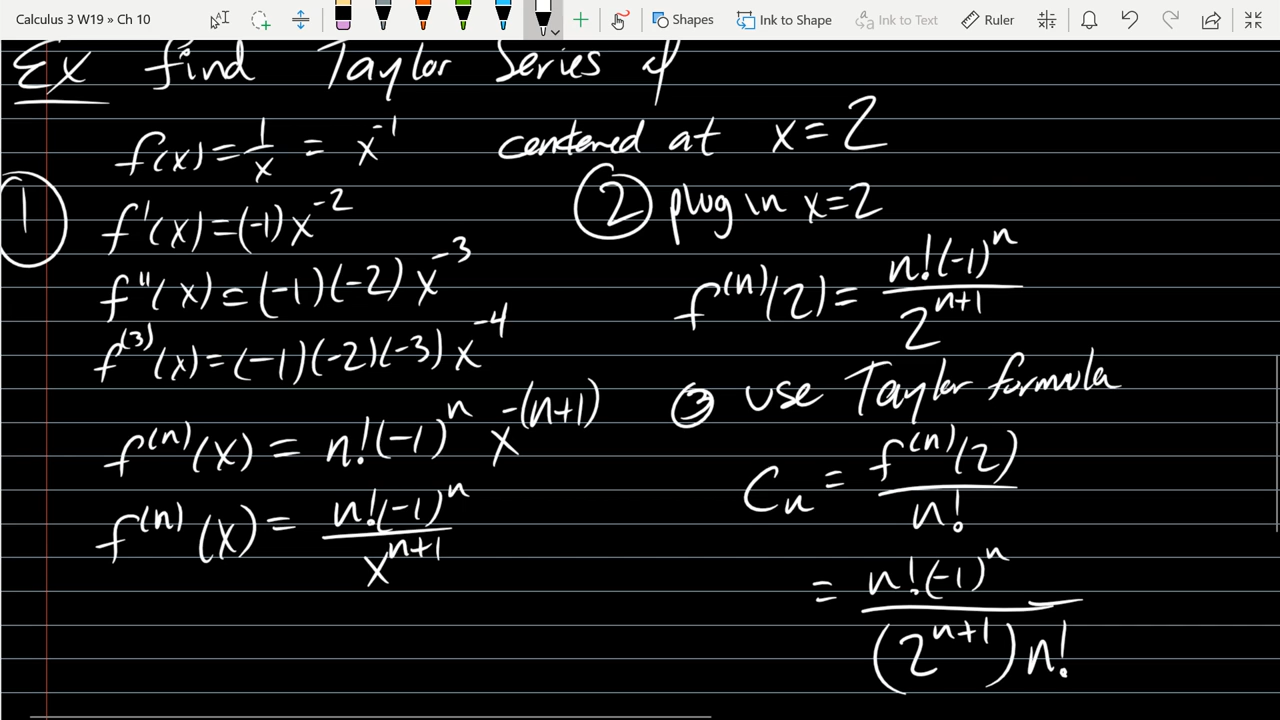 Calculus 3 W19 » Ch 10
Shapes
Ink to Shape
Ink to Text
Ruler
Ex find Taylor Series of
f(x) = 1/x = x^{-1} centered at x=2
① f'(x) = (-1)x^{-2}
f''(x) = (-1)(-2)x^{-3}
f^{(3)}(x) = (-1)(-2)(-3)x^{-4}
f^{(n)}(x) = n!(-1)^n x^{-(n+1)}
f^{(n)}(x) = n!(-1)^n / x^{n+1}
② plug in x=2
f^{(n)}(2) = n!(-1)^n / 2^{n+1}
③ use Taylor formula
C_n = f^{(n)}(2) / n!
= n!(-1)^n / (2^{n+1})n!